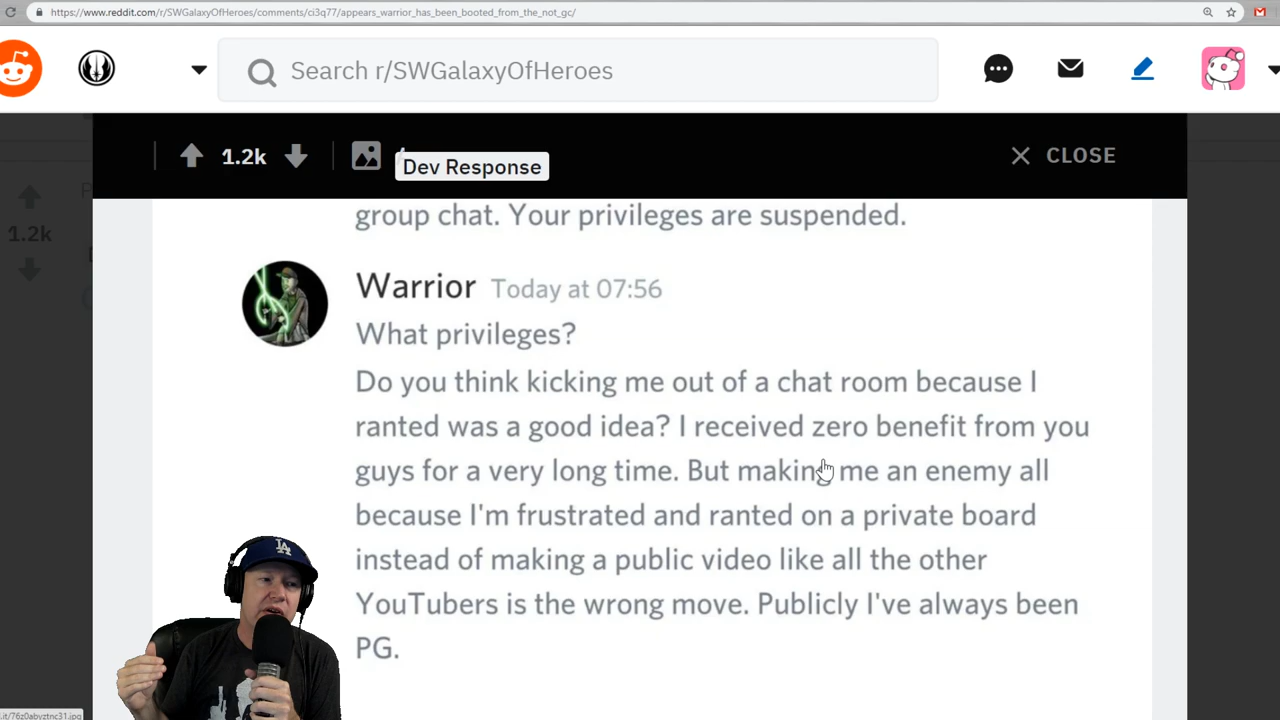 https://www.reddit.com/r/SWGalaxyOfHeroes/comments/ci3q77/appears_warrior_has_been_booted_from_the_not_gc/
Search r/SWGalaxyOfHeroes
1.2k
Dev Response
CLOSE
1.2k
group chat. Your privileges are suspended.
Warrior Today at 07:56
What privileges?
Do you think kicking me out of a chat room because I
ranted was a good idea? I received zero benefit from you
guys for a very long time. But making me an enemy all
because I'm frustrated and ranted on a private board
instead of making a public video like all the other
YouTubers is the wrong move. Publicly I've always been
PG.
LA